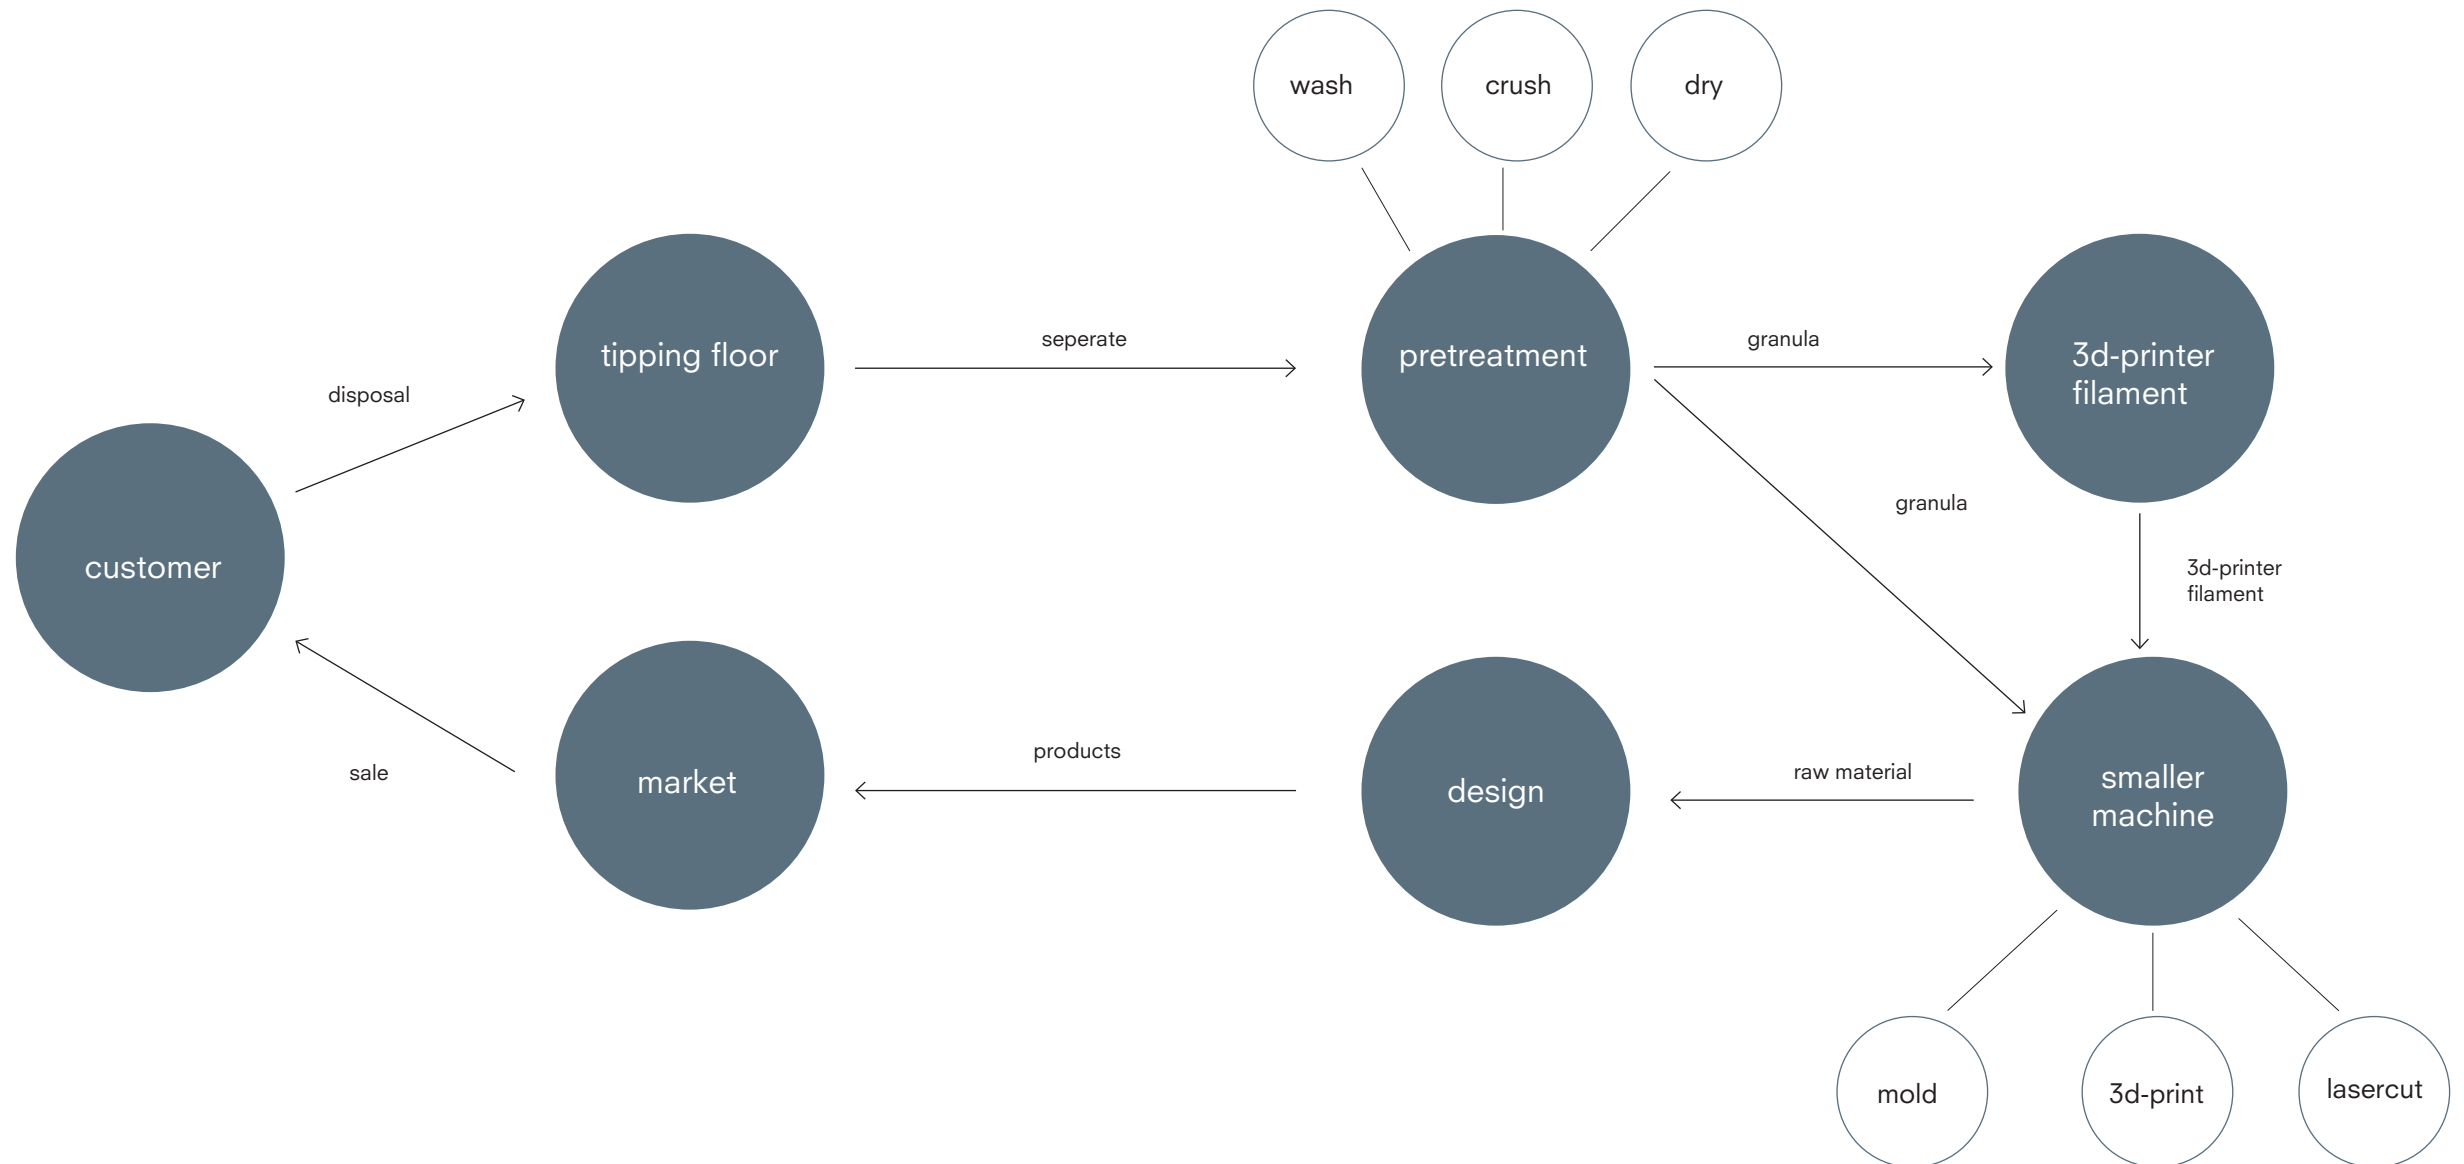 wash
crush
dry
tipping floor
seperate
pretreatment
granula
3d-printer
filament
disposal
granula
customer
3d-printer
filament
sale
market
products
design
raw material
smaller
machine
mold
3d-print
lasercut